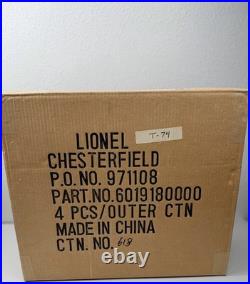 T-74
LIONEL
CHESTERFIELD
P.O. NO. 971108
PART.NO.6019180000
4 PCS/OUTER CTN
MADE IN CHINA
CTN. NO. 618